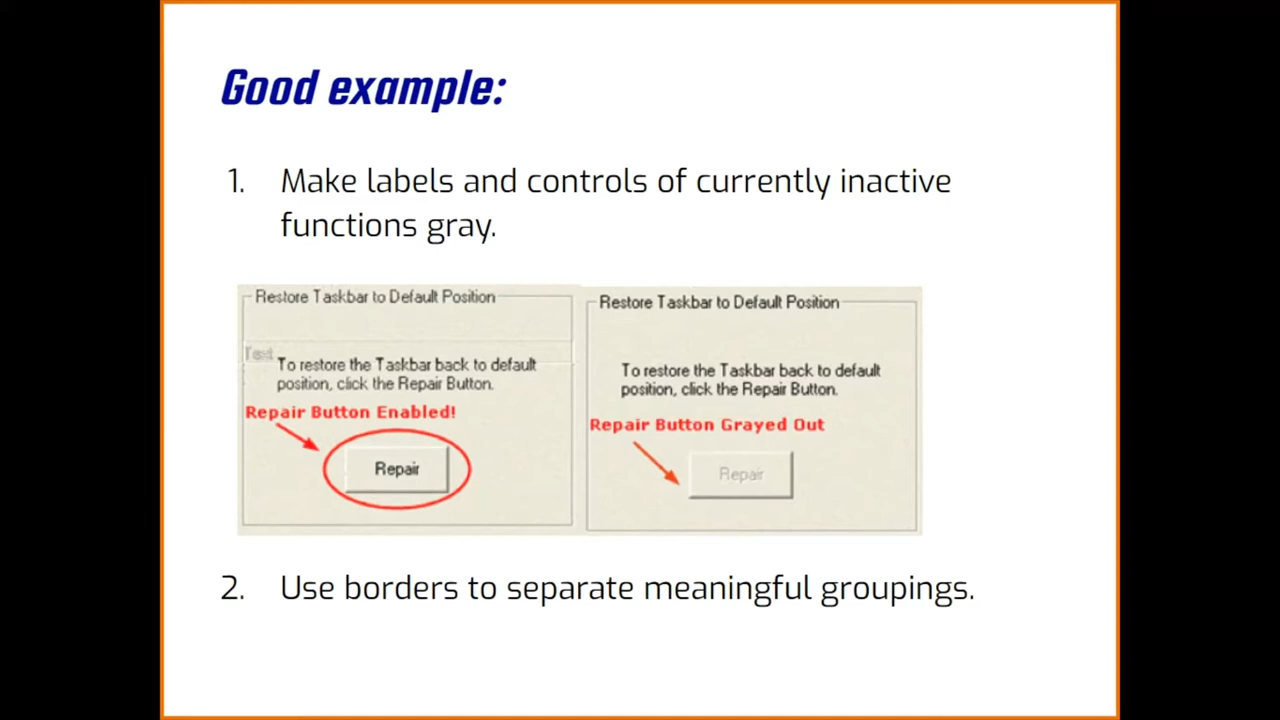 Good example:
1. Make labels and controls of currently inactive
functions gray.
Restore Taskbar to Default Position
Text
To restore the Taskbar back to default
position, click the Repair Button.
Repair Button Enabled!
Repair
Restore Taskbar to Default Position
To restore the Taskbar back to default
position, click the Repair Button.
Repair Button Grayed Out
Repair
2. Use borders to separate meaningful groupings.